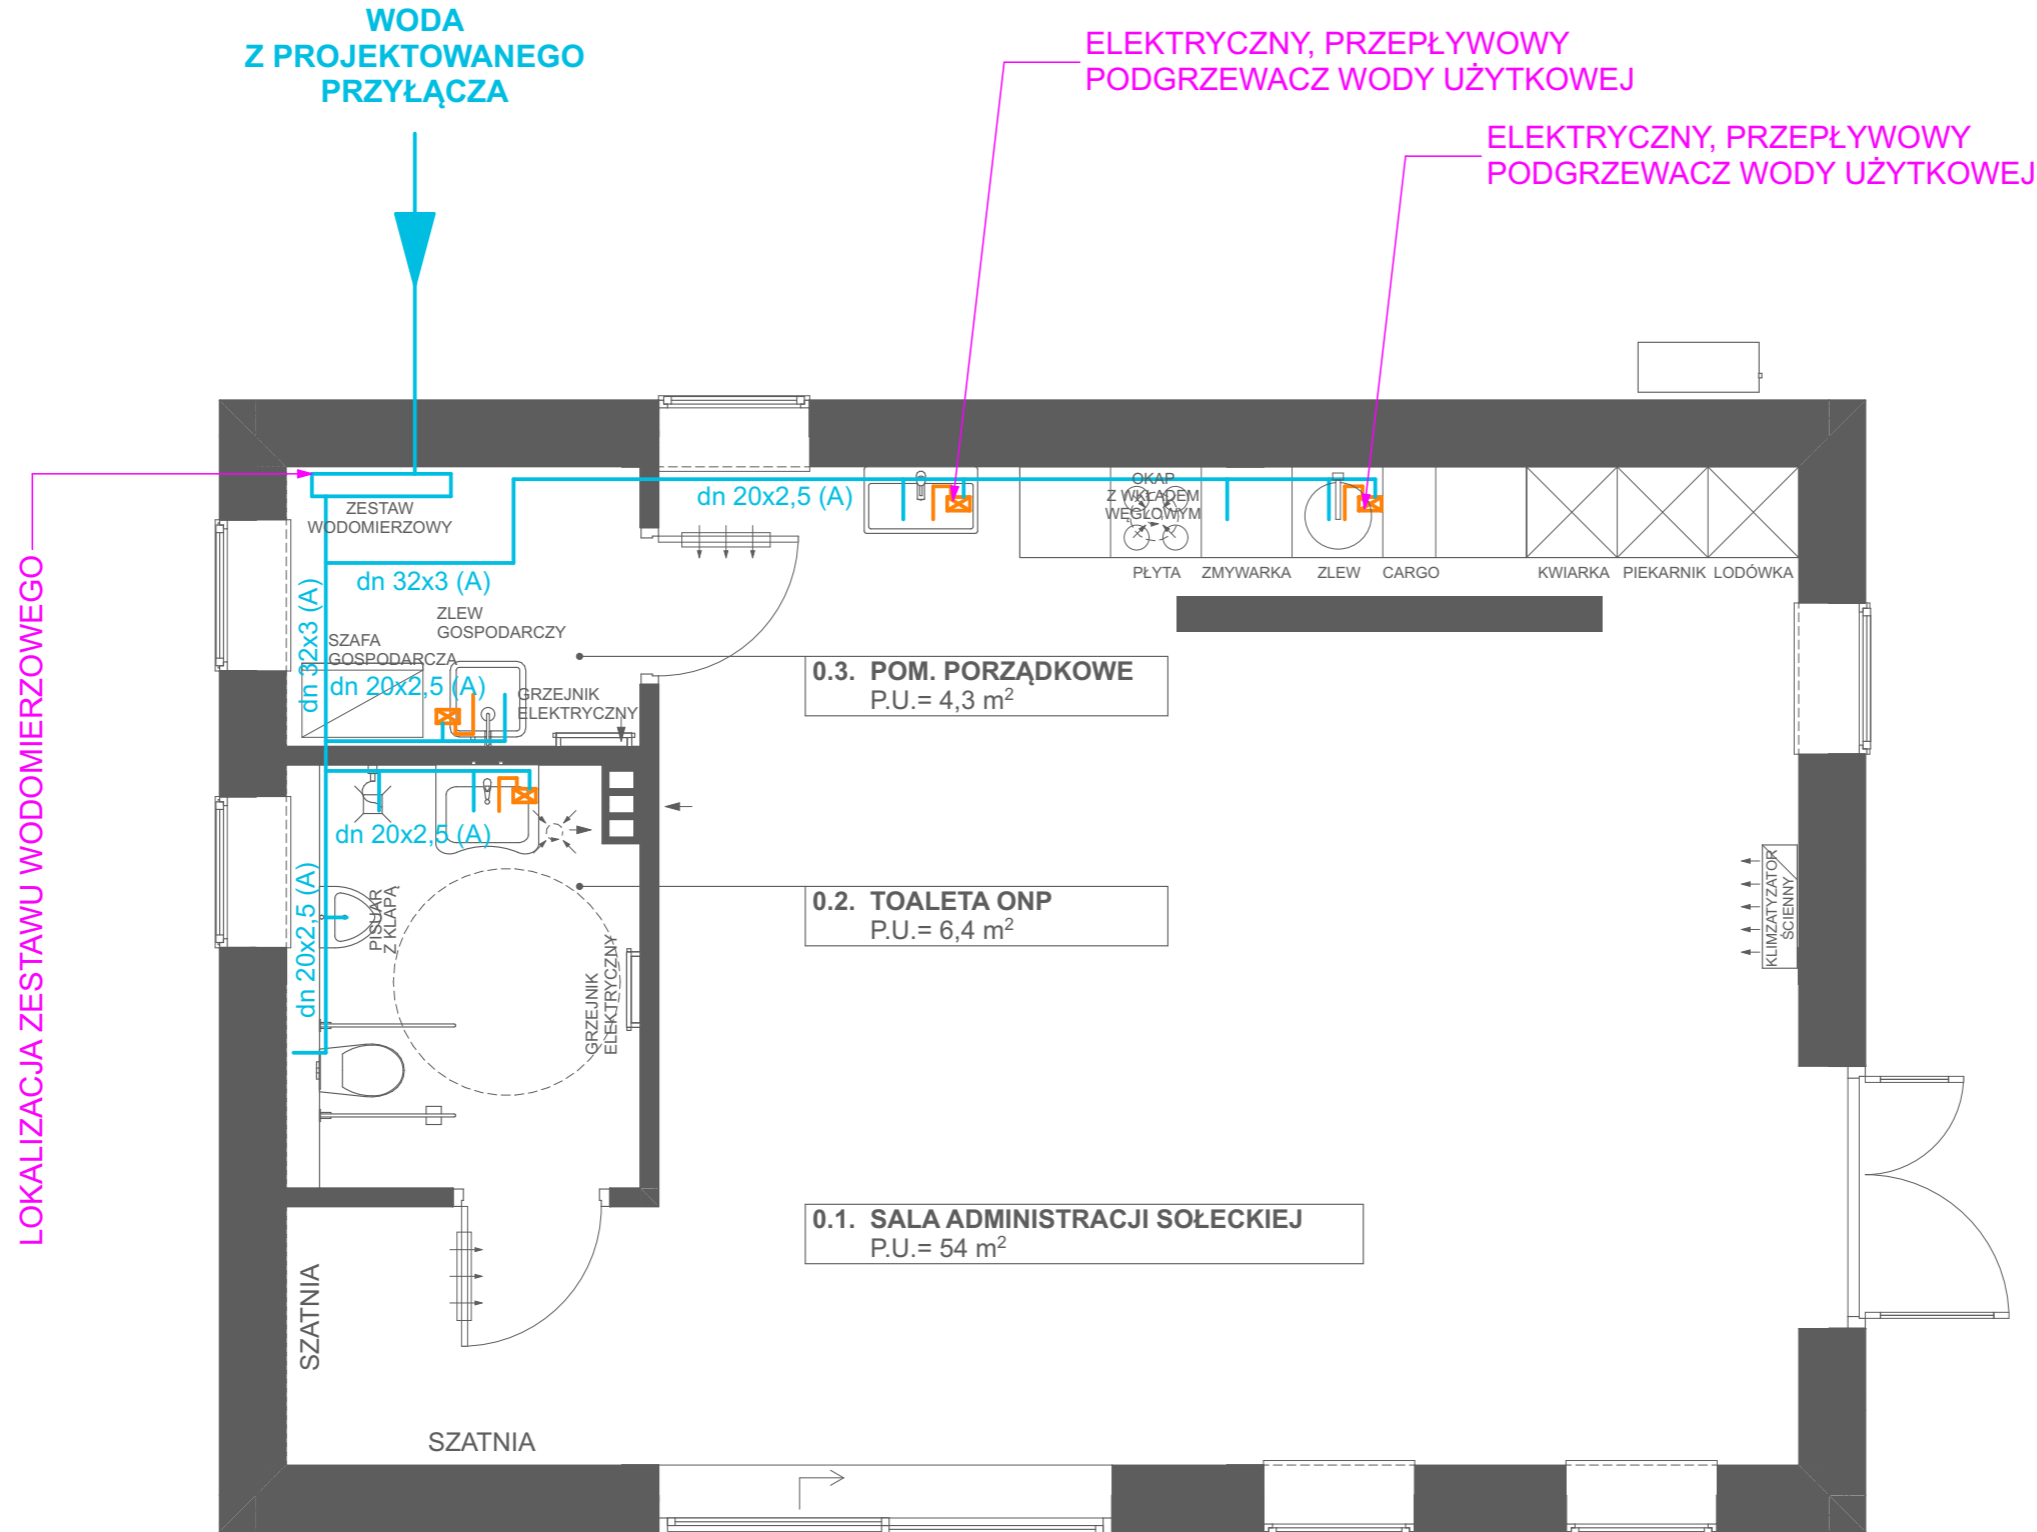 WODA
Z PROJEKTOWANEGO
PRZYŁĄCZA
ELEKTRYCZNY, PRZEPŁYWOWY
PODGRZEWACZ WODY UŻYTKOWEJ
ELEKTRYCZNY, PRZEPŁYWOWY
PODGRZEWACZ WODY UŻYTKOWEJ
LOKALIZACJA ZESTAWU WODOMIERZOWEGO
ZESTAW
WODOMIERZOWY
dn 20x2,5 (A)
OKAP
Z WKŁADEM
WĘGLOWYM
PŁYTA
ZMYWARKA
ZLEW
CARGO
KWIARKA
PIEKARNIK
LODÓWKA
dn 32x3 (A)
dn 32x3 (A)
ZLEW
GOSPODARCZY
SZAFA
GOSPODARCZA
dn 20x2,5 (A)
GRZEJNIK
ELEKTRYCZNY
0.3. POM. PORZĄDKOWE
P.U.= 4,3 m²
dn 20x2,5 (A)
dn 20x2,5 (A)
PISUAR
Z KLAPĄ
GRZEJNIK
ELEKTRYCZNY
0.2. TOALETA ONP
P.U.= 6,4 m²
KLIMZATYZATOR
ŚCIENNY
0.1. SALA ADMINISTRACJI SOŁECKIEJ
P.U.= 54 m²
SZATNIA
SZATNIA